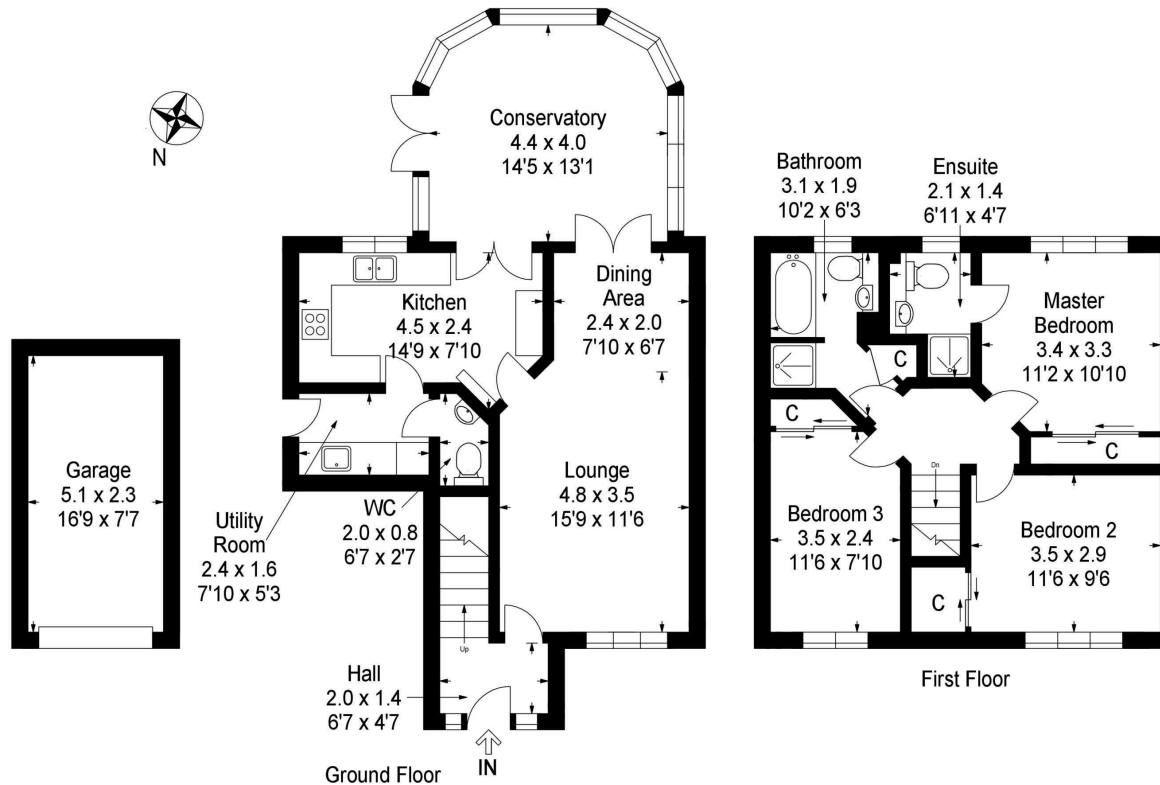 N
Conservatory
4.4 x 4.0
14'5 x 13'1
Kitchen
4.5 x 2.4
14'9 x 7'10
Dining
Area
2.4 x 2.0
7'10 x 6'7
Garage
5.1 x 2.3
16'9 x 7'7
Utility
Room
2.4 x 1.6
7'10 x 5'3
WC
2.0 x 0.8
6'7 x 2'7
Lounge
4.8 x 3.5
15'9 x 11'6
Up
Hall
2.0 x 1.4
6'7 x 4'7
IN
Ground Floor
Bathroom
3.1 x 1.9
10'2 x 6'3
Ensuite
2.1 x 1.4
6'11 x 4'7
Master
Bedroom
3.4 x 3.3
11'2 x 10'10
C
C
C
Dn
Bedroom 3
3.5 x 2.4
11'6 x 7'10
Bedroom 2
3.5 x 2.9
11'6 x 9'6
C
First Floor